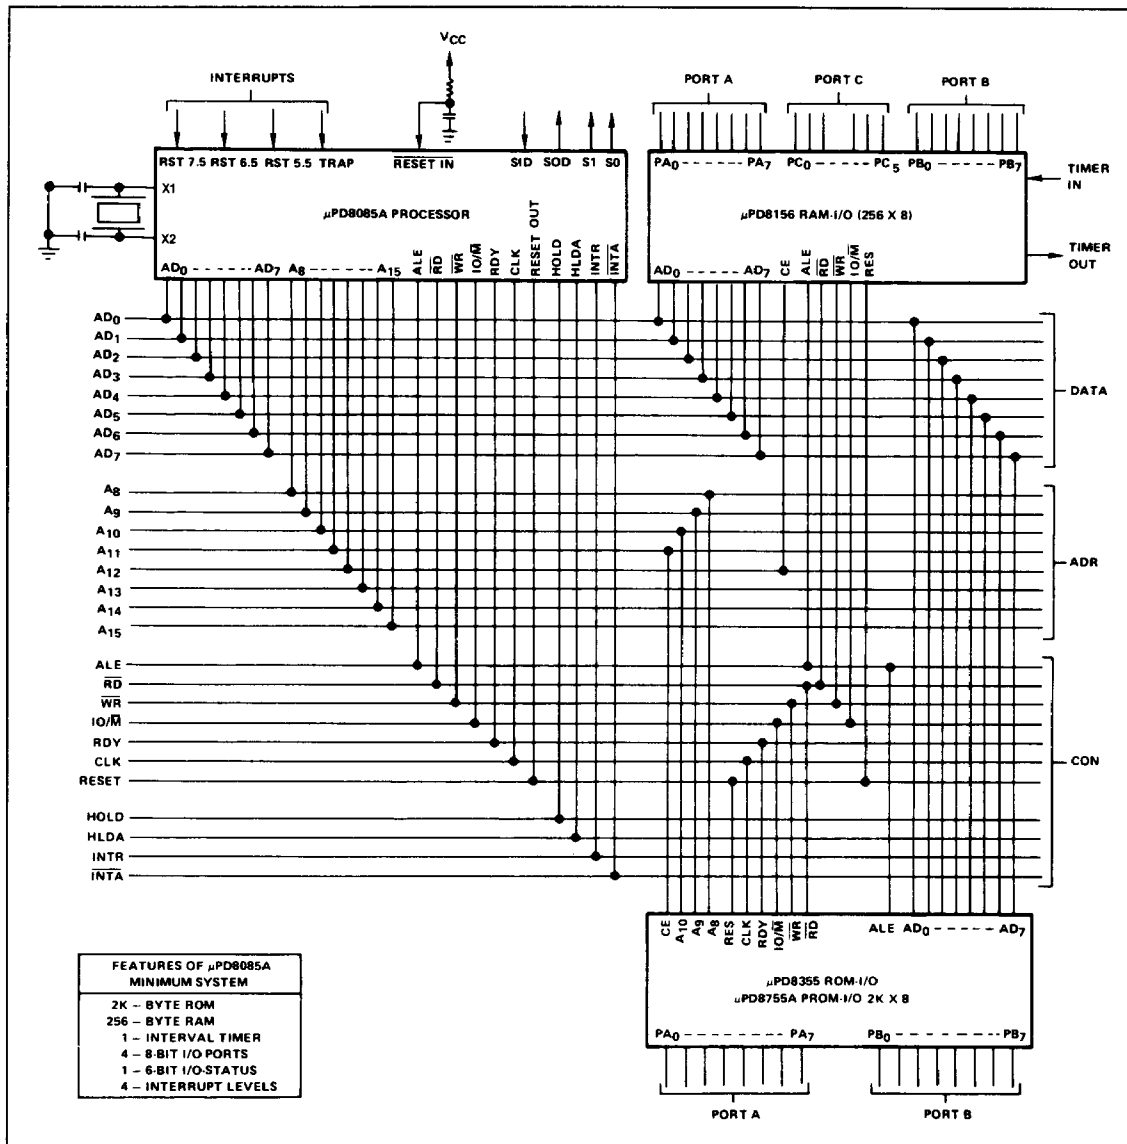 VCC
INTERRUPTS
PORT A
PORT C
PORT B
RST 7.5 RST 6.5 RST 5.5 TRAP
RESET IN
SID SOD S1 S0
PA0 - - - - - - - PA7
PC0 - - - - - PC5
PB0 - - - - - - PB7
TIMER IN
X1
μPD8085A PROCESSOR
μPD8156 RAM-I/O (256 X 8)
X2
TIMER OUT
AD0 - - - - - - AD7 A8 - - - - - - A15
ALE
RD
WR
IO/M
RDY
CLK
RESET OUT
HOLD
HLDA
INTR
INTA
AD0 - - - - - - AD7
CE
ALE
RD
WR
IO/M
RES
AD0
AD1
AD2
AD3
AD4
AD5
AD6
AD7
DATA
A8
A9
A10
A11
A12
A13
A14
A15
ADR
ALE
RD
WR
IO/M
RDY
CLK
RESET
HOLD
HLDA
INTR
INTA
CON
CE
A10
A9
A8
RES
CLK
RDY
IO/M
WR
RD
ALE AD0 - - - - - - AD7
μPD8355 ROM-I/O
μPD8755A PROM-I/O 2K X 8
PA0 - - - - - - - - PA7
PB0 - - - - - - - - PB7
PORT A
PORT B
FEATURES OF μPD8085A
MINIMUM SYSTEM
2K – BYTE ROM
256 – BYTE RAM
1 – INTERVAL TIMER
4 – 8-BIT I/O PORTS
1 – 6-BIT I/O-STATUS
4 – INTERRUPT LEVELS